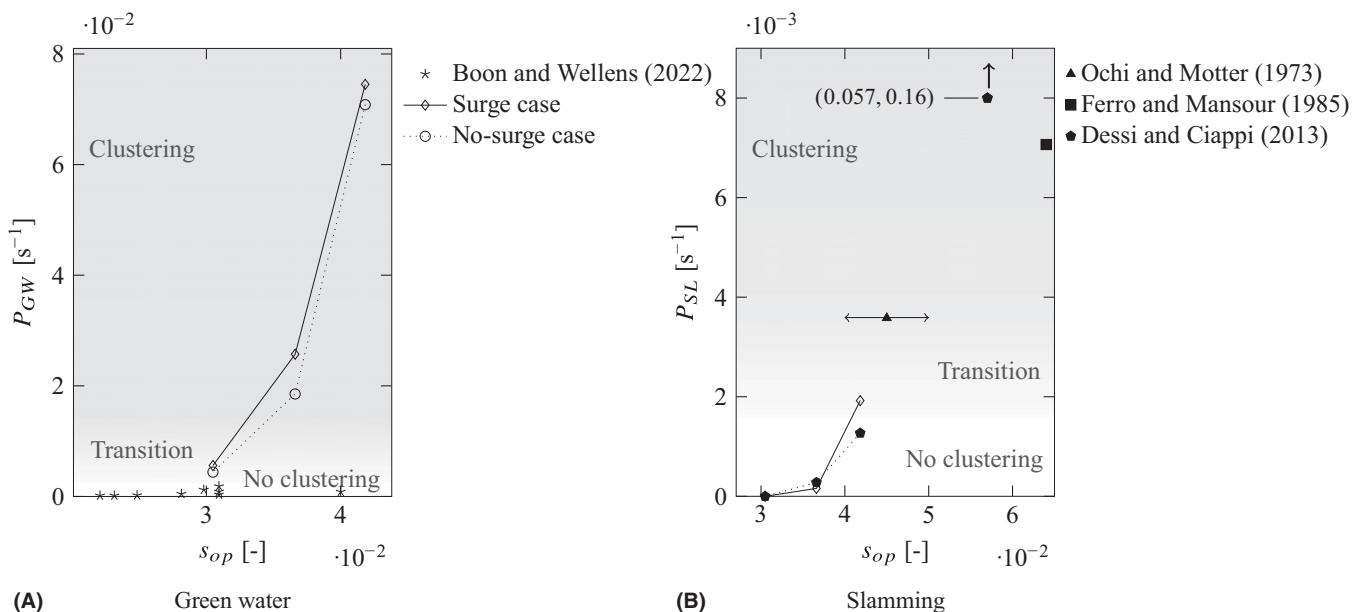 ·10⁻²
8
6
4
2
0
P_GW [s⁻¹]
Clustering
Transition
No clustering
3
4
s_op [-]
·10⁻²
Boon and Wellens (2022)
Surge case
No-surge case
(A) Green water
·10⁻³
8
6
4
2
0
P_SL [s⁻¹]
(0.057, 0.16)
Clustering
Transition
No clustering
3
4
5
6
s_op [-]
·10⁻²
Ochi and Motter (1973)
Ferro and Mansour (1985)
Dessi and Ciappi (2013)
(B) Slamming